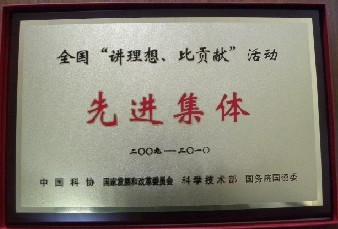 全国“讲理想、比贡献”活动
先进集体
二〇〇九—二〇一〇
中国科协 国家发展和改革委员会 科学技术部 国务院国资委